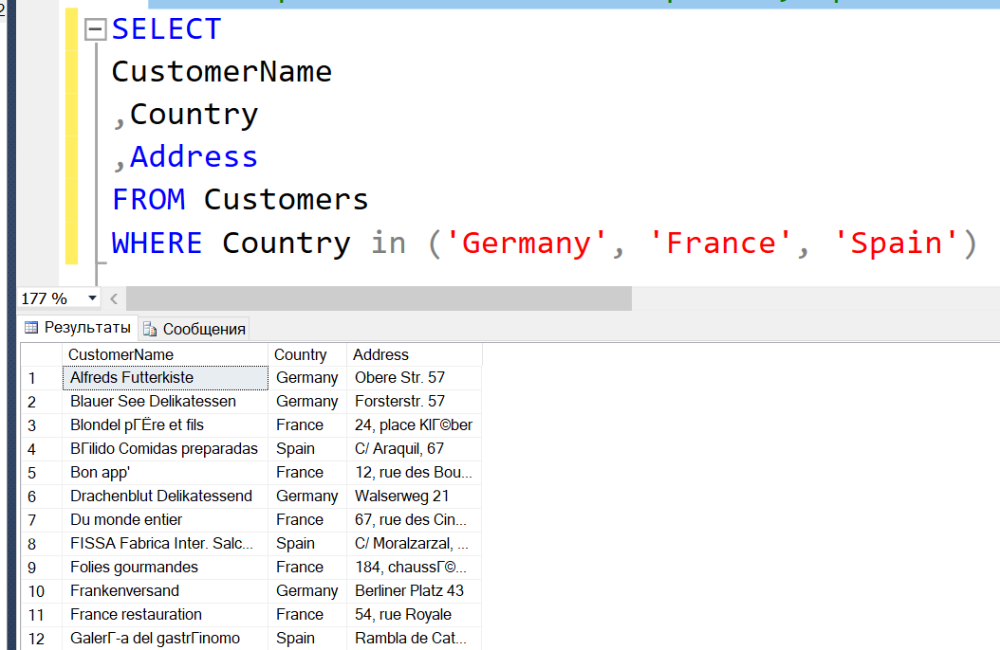 SELECT
CustomerName
,Country
,Address
FROM Customers
WHERE Country in ('Germany', 'France', 'Spain')
177 %
Результаты Сообщения
CustomerName Country Address
1 Alfreds Futterkiste Germany Obere Str. 57
2 Blauer See Delikatessen Germany Forsterstr. 57
3 Blondel pГЁre et fils France 24, place KlГ©ber
4 BГіlido Comidas preparadas Spain C/ Araquil, 67
5 Bon app' France 12, rue des Bou...
6 Drachenblut Delikatessend Germany Walserweg 21
7 Du monde entier France 67, rue des Cin...
8 FISSA Fabrica Inter. Salc... Spain C/ Moralzarzal, ...
9 Folies gourmandes France 184, chaussГ©...
10 Frankenversand Germany Berliner Platz 43
11 France restauration France 54, rue Royale
12 GalerГ-a del gastrГіnomo Spain Rambla de Cat...